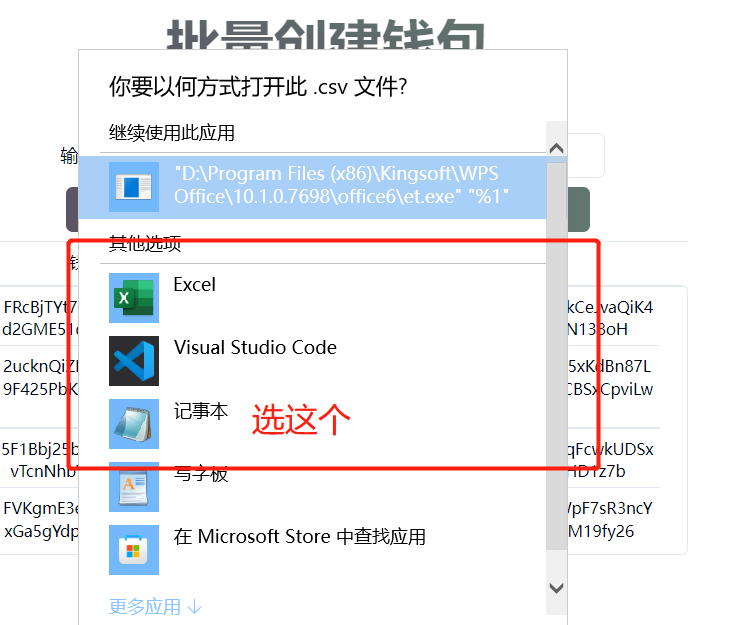 批量创建钱包
你要以何方式打开此 .csv 文件?
继续使用此应用
输
"D:\Program Files (x86)\Kingsoft\WPS
Office\10.1.0.7698\office6\et.exe" "%1"
其他选项
Excel
FRcBjTYt7
kCeJvaQiK4
d2GME51
N13BoH
Visual Studio Code
2ucknQiZ
5xKdBn87L
9F425PbK
CBSxCpviLw
记事本
选这个
5F1Bbj25b
qFcwkUDSx
vTcnNhb
HD1z7b
写字板
FVKgmE3e
VpF7sR3ncY
xGa5gYdp
M19fy26
在 Microsoft Store 中查找应用
更多应用 ↓